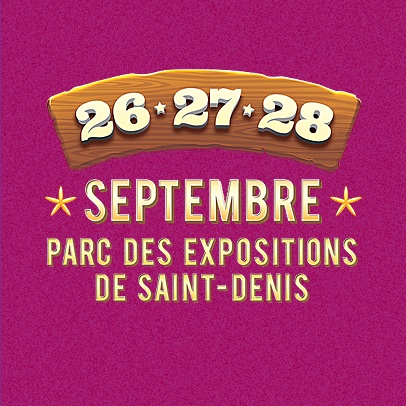 26 ★ 27 ★ 28
SEPTEMBRE
PARC DES EXPOSITIONS
DE SAINT-DENIS